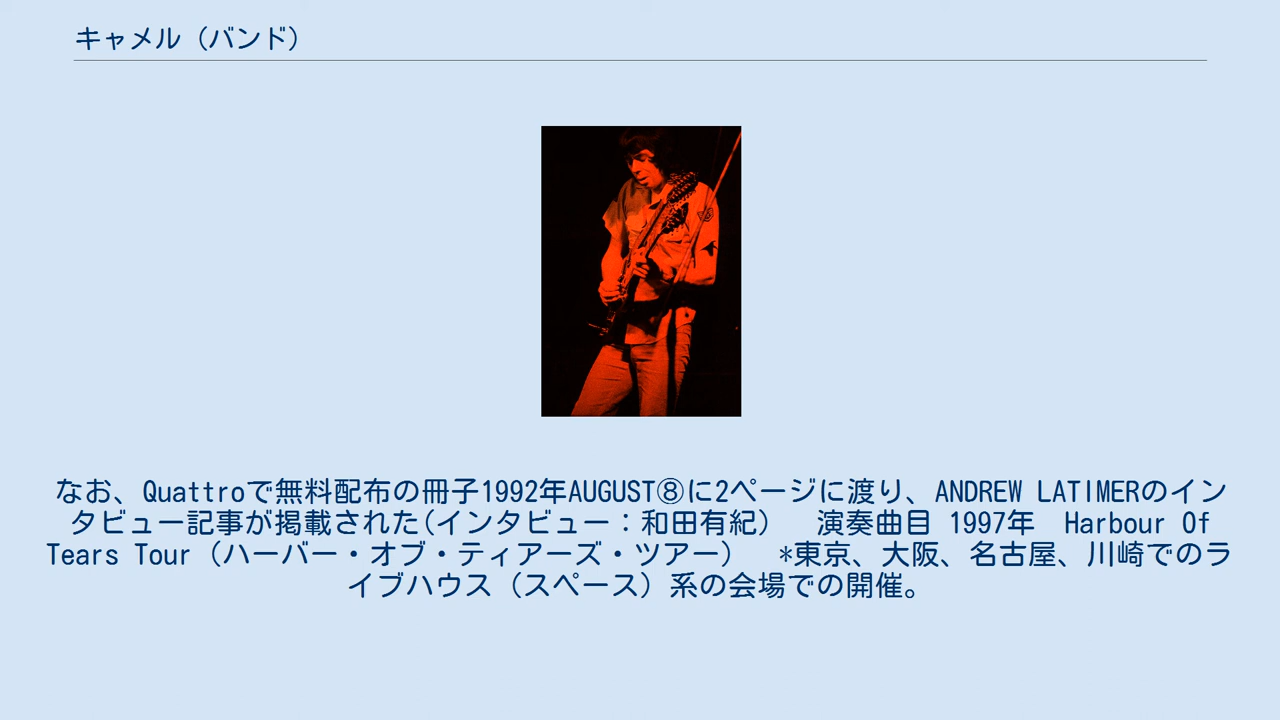 キャメル（バンド）
なお、Quattroで無料配布の冊子1992年AUGUST⑧に2ページに渡り、ANDREW LATIMERのイン
タビュー記事が掲載された(インタビュー：和田有紀）　演奏曲目 1997年　Harbour Of
Tears Tour（ハーバー・オブ・ティアーズ・ツアー）　*東京、大阪、名古屋、川崎でのラ
イブハウス（スペース）系の会場での開催。